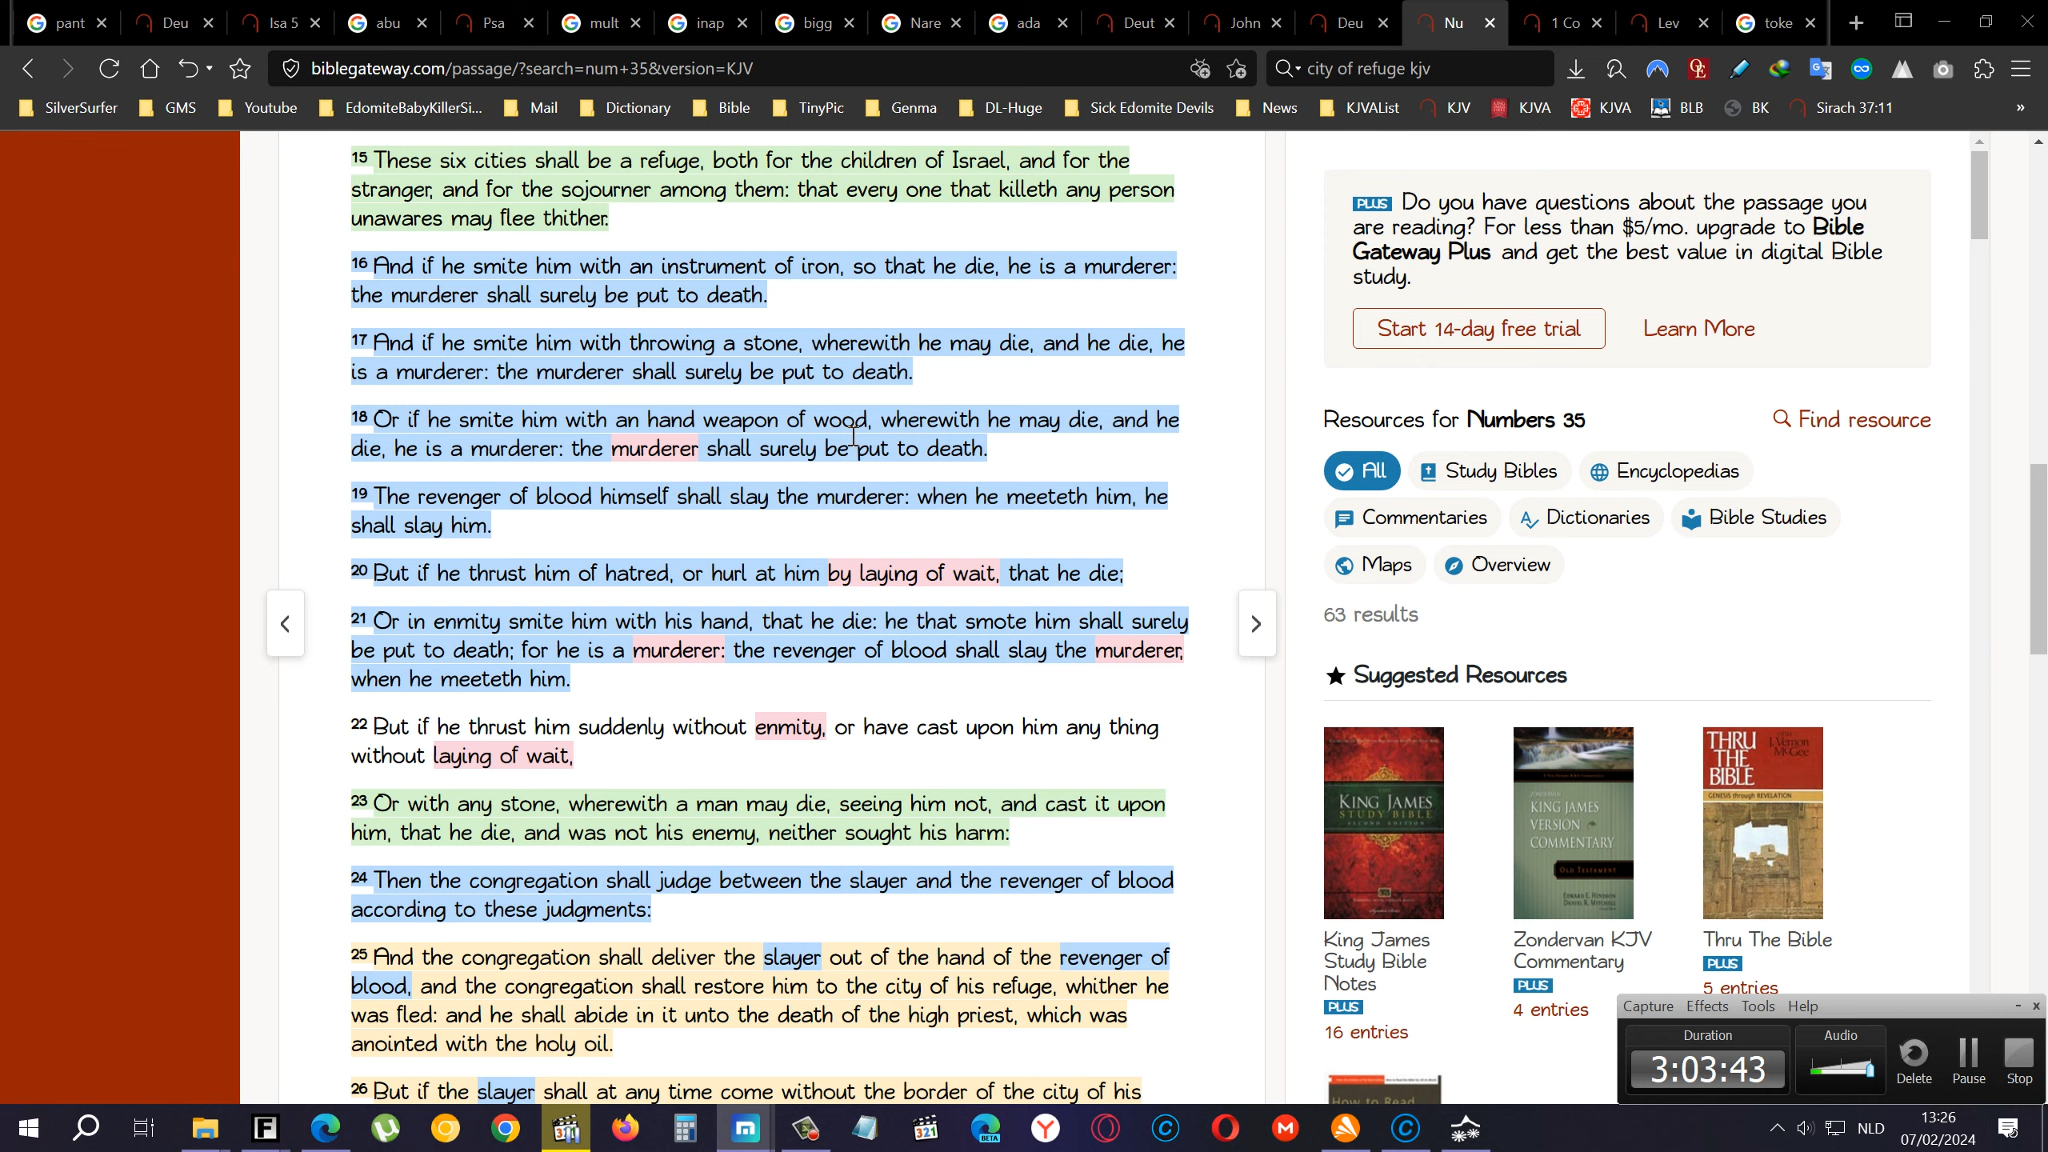 pant
Deu
Isa 5
abu
Psa
mult
inap
bigg
Nare
ada
Deut
John
Deu
Nu
1 Co
Lev
toke
biblegateway.com/passage/?search=num+35&version=KJV
city of refuge kjv
SilverSurfer
GMS
Youtube
EdomiteBabyKillerSi...
Mail
Dictionary
Bible
TinyPic
Genma
DL-Huge
Sick Edomite Devils
News
KJVAList
KJV
KJVA
KJVA
BLB
BK
Sirach 37:11
»
15 These six cities shall be a refuge, both for the children of Israel, and for the
stranger, and for the sojourner among them: that every one that killeth any person
unawares may flee thither.
16 And if he smite him with an instrument of iron, so that he die, he is a murderer:
the murderer shall surely be put to death.
17 And if he smite him with throwing a stone, wherewith he may die, and he die, he
is a murderer: the murderer shall surely be put to death.
18 Or if he smite him with an hand weapon of wood, wherewith he may die, and he
die, he is a murderer: the murderer shall surely be put to death.
19 The revenger of blood himself shall slay the murderer: when he meeteth him, he
shall slay him.
20 But if he thrust him of hatred, or hurl at him by laying of wait, that he die;
21 Or in enmity smite him with his hand, that he die: he that smote him shall surely
be put to death; for he is a murderer: the revenger of blood shall slay the murderer,
when he meeteth him.
22 But if he thrust him suddenly without enmity, or have cast upon him any thing
without laying of wait,
23 Or with any stone, wherewith a man may die, seeing him not, and cast it upon
him, that he die, and was not his enemy, neither sought his harm:
24 Then the congregation shall judge between the slayer and the revenger of blood
according to these judgments:
25 And the congregation shall deliver the slayer out of the hand of the revenger of
blood, and the congregation shall restore him to the city of his refuge, whither he
was fled: and he shall abide in it unto the death of the high priest, which was
anointed with the holy oil.
26 But if the slayer shall at any time come without the border of the city of his
PLUS Do you have questions about the passage you
are reading? For less than $5/mo. upgrade to Bible
Gateway Plus and get the best value in digital Bible
study.
Start 14-day free trial
Learn More
Resources for Numbers 35
Find resource
All
Study Bibles
Encyclopedias
Commentaries
Dictionaries
Bible Studies
Maps
Overview
63 results
Suggested Resources
KING JAMES
STUDY BIBLE
SECOND EDITION
KING JAMES
VERSION
COMMENTARY
OLD TESTAMENT
THRU
THE
BIBLE
J. Vernon
McGee
GENESIS through REVELATION
King James
Study Bible
Notes
PLUS
16 entries
Zondervan KJV
Commentary
PLUS
4 entries
Thru The Bible
PLUS
5 entries
How to Read
Capture
Effects
Tools
Help
Duration
3:03:43
Audio
Delete
Pause
Stop
321
BETA
NLD
13:26
07/02/2024